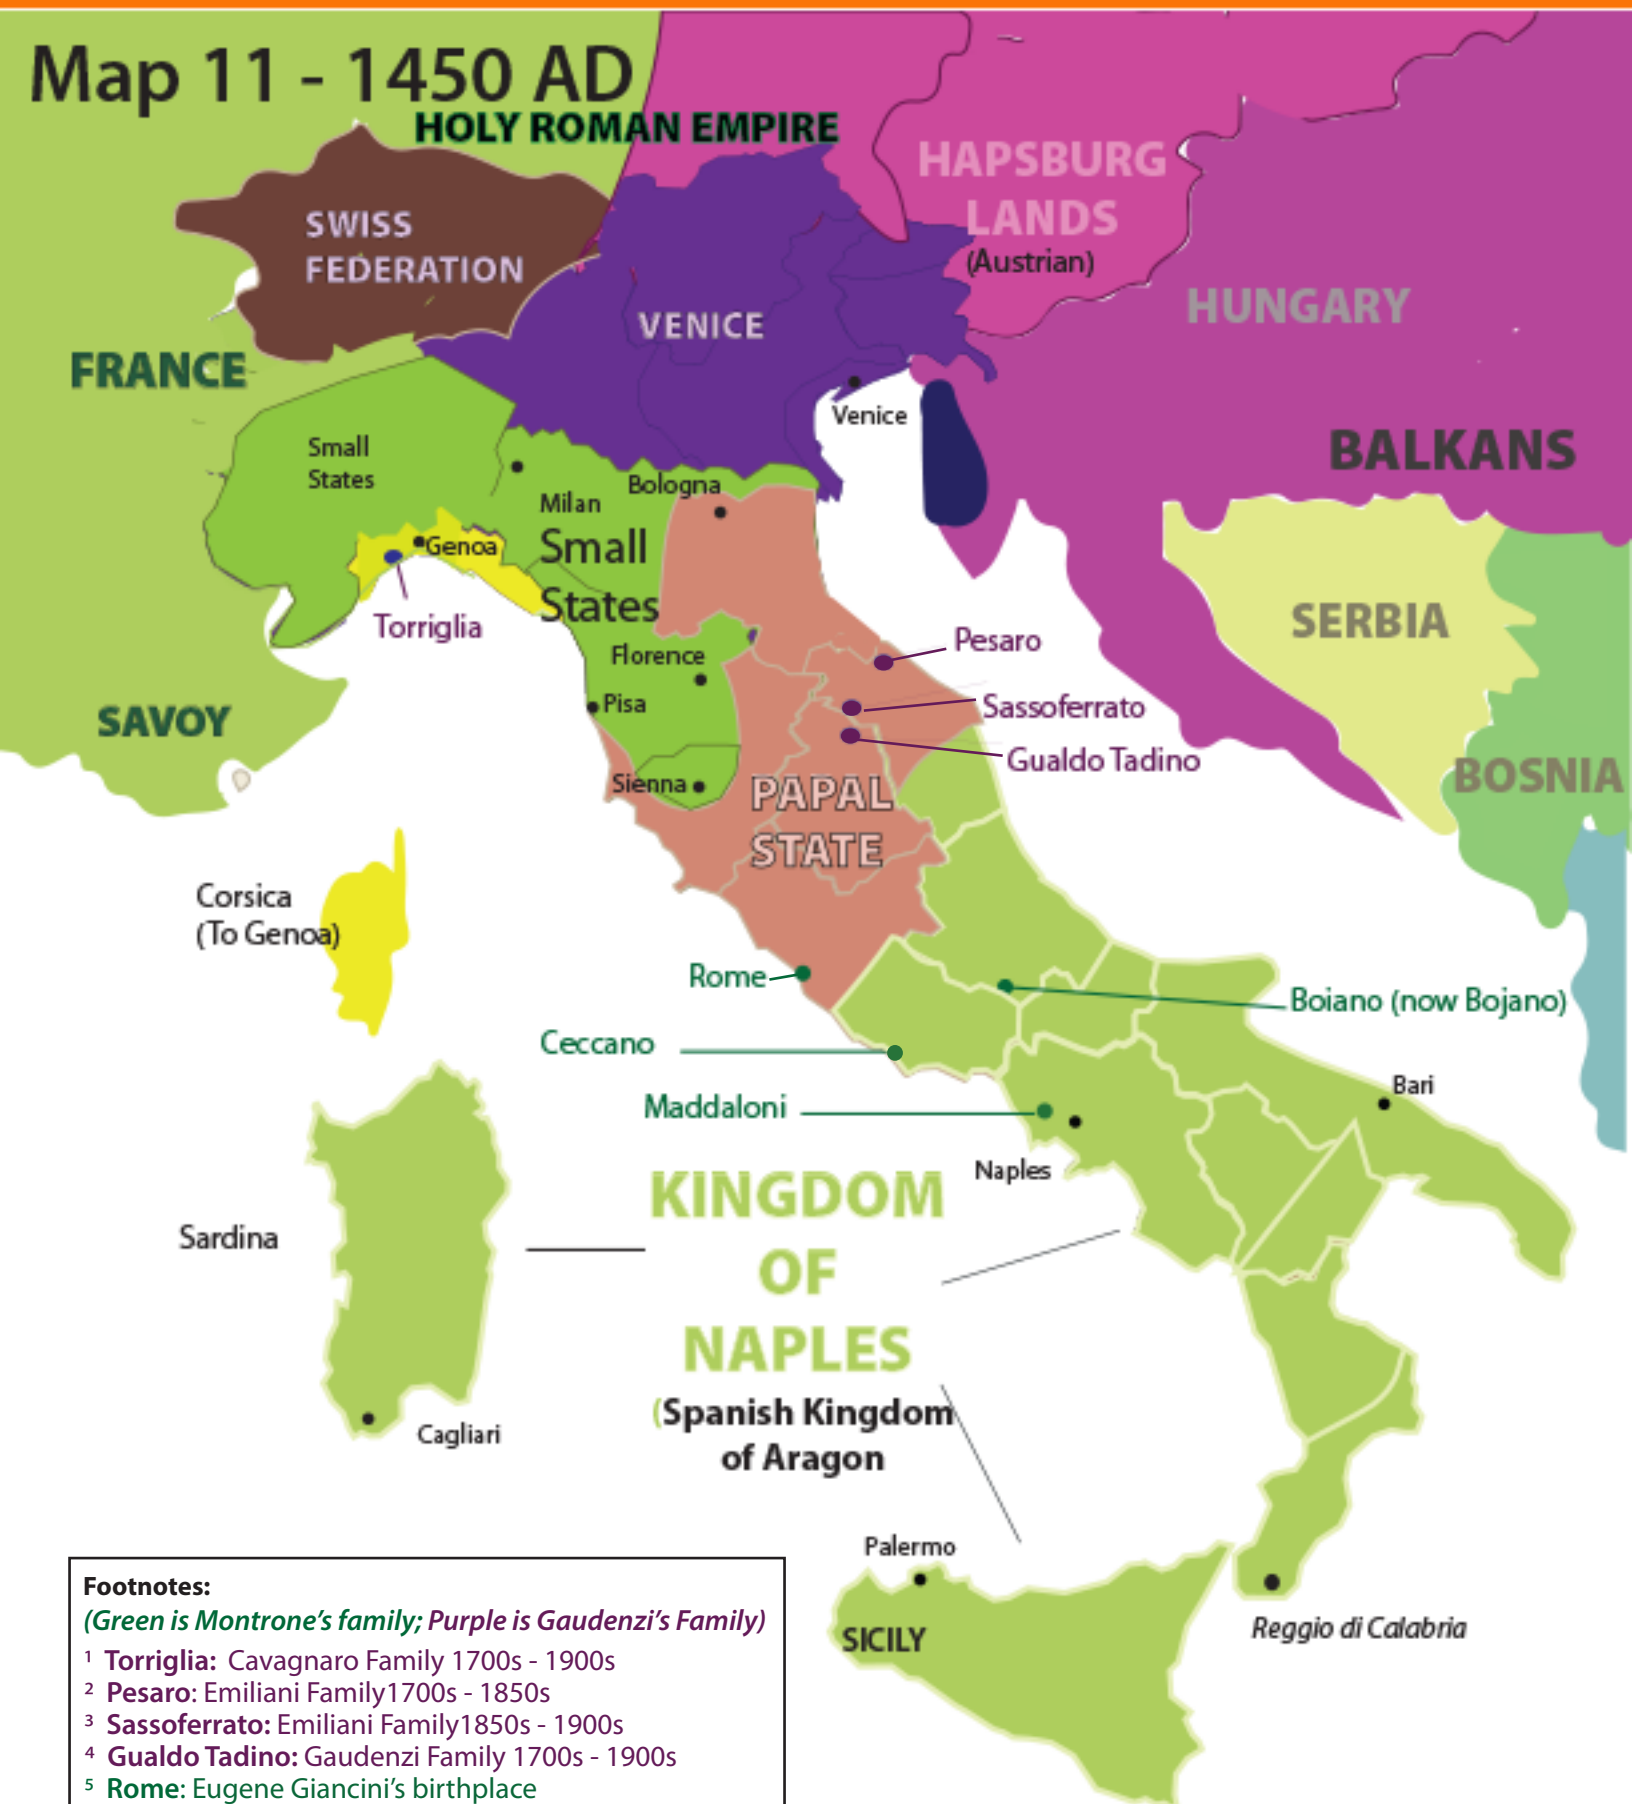 Map 11 - 1450 AD
HOLY ROMAN EMPIRE
HAPSBURG
LANDS
(Austrian)
SWISS
FEDERATION
VENICE
HUNGARY
FRANCE
Venice
BALKANS
Small
States
Bologna
Milan
Genoa
Small
States
Torriglia
SERBIA
Pesaro
Florence
Pisa
Sassoferrato
SAVOY
Gualdo Tadino
BOSNIA
Sienna
PAPAL
STATE
Corsica
(To Genoa)
Rome
Boiano (now Bojano)
Ceccano
Bari
Maddaloni
Naples
KINGDOM
OF
NAPLES
(Spanish Kingdom
of Aragon
Sardina
Cagliari
Palermo
SICILY
Reggio di Calabria
Footnotes:
(Green is Montrone's family; Purple is Gaudenzi's Family)
¹ Torriglia: Cavagnaro Family 1700s - 1900s
² Pesaro: Emiliani Family1700s - 1850s
³ Sassoferrato: Emiliani Family1850s - 1900s
⁴ Gualdo Tadino: Gaudenzi Family 1700s - 1900s
⁵ Rome: Eugene Giancini's birthplace